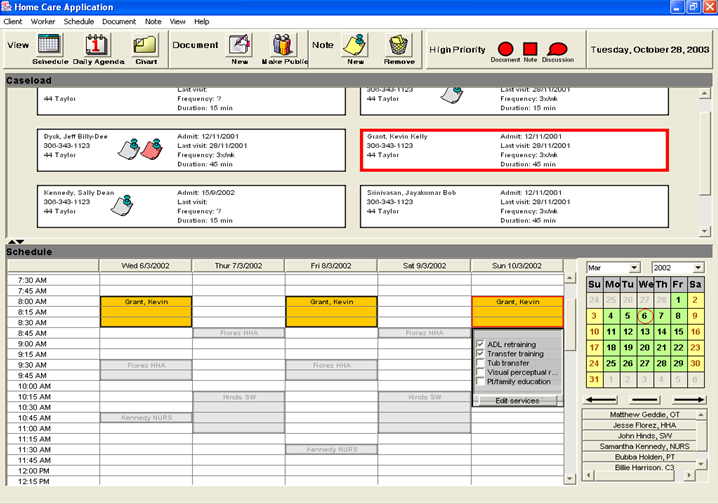 Home Care Application
Client Worker Schedule Document Note View Help
View Schedule Daily Agenda Chart Document New Make Public Note New Remove High Priority Document Note Discussion Tuesday, October 28, 2003
Caseload
44 Taylor
Last visit:
Frequency: ?
Duration: 15 min
306-343-1123
44 Taylor
Last visit: 28/11/2001
Frequency: 3x/wk
Duration: 15 min
Dyck, Jeff Billy-Dee
306-343-1123
44 Taylor
Admit: 12/11/2001
Last visit: 28/11/2001
Frequency: 3x/wk
Duration: 45 min
Grant, Kevin Kelly
306-343-1123
44 Taylor
Admit: 12/11/2001
Last visit: 28/11/2001
Frequency: 3x/wk
Duration: 45 min
Kennedy, Sally Dean
306-343-1123
44 Taylor
Admit: 15/9/2002
Last visit:
Frequency: ?
Duration: 15 min
Srinivasan, Jayakumar Bob
306-343-1123
44 Taylor
Admit: 12/11/2001
Last visit: 28/11/2001
Frequency: 3x/wk
Duration: 45 min
Schedule
Wed 6/3/2002 Thur 7/3/2002 Fri 8/3/2002 Sat 9/3/2002 Sun 10/3/2002
7:30 AM
7:45 AM
8:00 AM Grant, Kevin Grant, Kevin Grant, Kevin
8:15 AM
8:30 AM
8:45 AM Florez HHA Florez HHA
9:00 AM
9:15 AM
9:30 AM Florez HHA Florez HHA
9:45 AM
10:00 AM
10:15 AM Hinds SW Hinds SW
10:30 AM
10:45 AM Kennedy NURS
11:00 AM
11:30 AM Kennedy NURS
11:45 AM
12:00 PM
12:15 PM
ADL retraining
Transfer training
Tub transfer
Visual perceptual r...
Pt/family education
Edit services
Mar 2002
Su Mo Tu We Th Fr Sa
24 25 26 27 28 1 2
3 4 5 6 7 8 9
10 11 12 13 14 15 16
17 18 19 20 21 22 23
24 25 26 27 28 29 30
31 1 2 3 4 5 6
Matthew Geddie, OT
Jesse Florez, HHA
John Hinds, SW
Samantha Kennedy, NURS
Bubba Holden, PT
Billie Harrison, C3